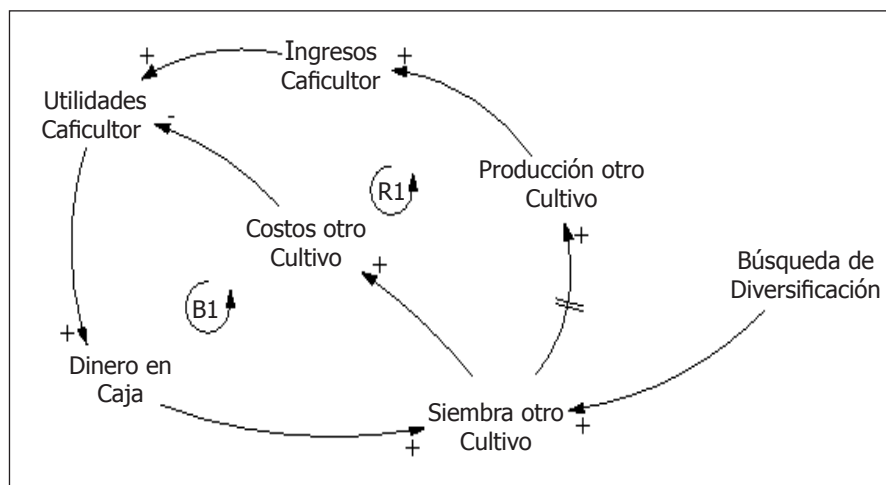 +
Ingresos
+
Caficultor
Utilidades
Caficultor
-
Producción otro
Cultivo
R1
Costos otro
Cultivo
+
+
Búsqueda de
Diversificación
B1
+
Dinero en
Caja
Siembra otro
Cultivo
+
+